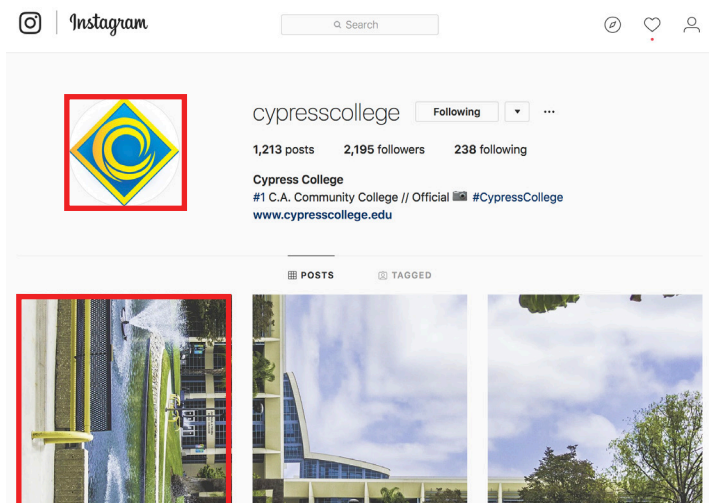 Instagram
Search
cypresscollege Following
1,213 posts 2,195 followers 238 following
Cypress College
#1 C.A. Community College // Official 📷 #CypressCollege
www.cypresscollege.edu
POSTS TAGGED